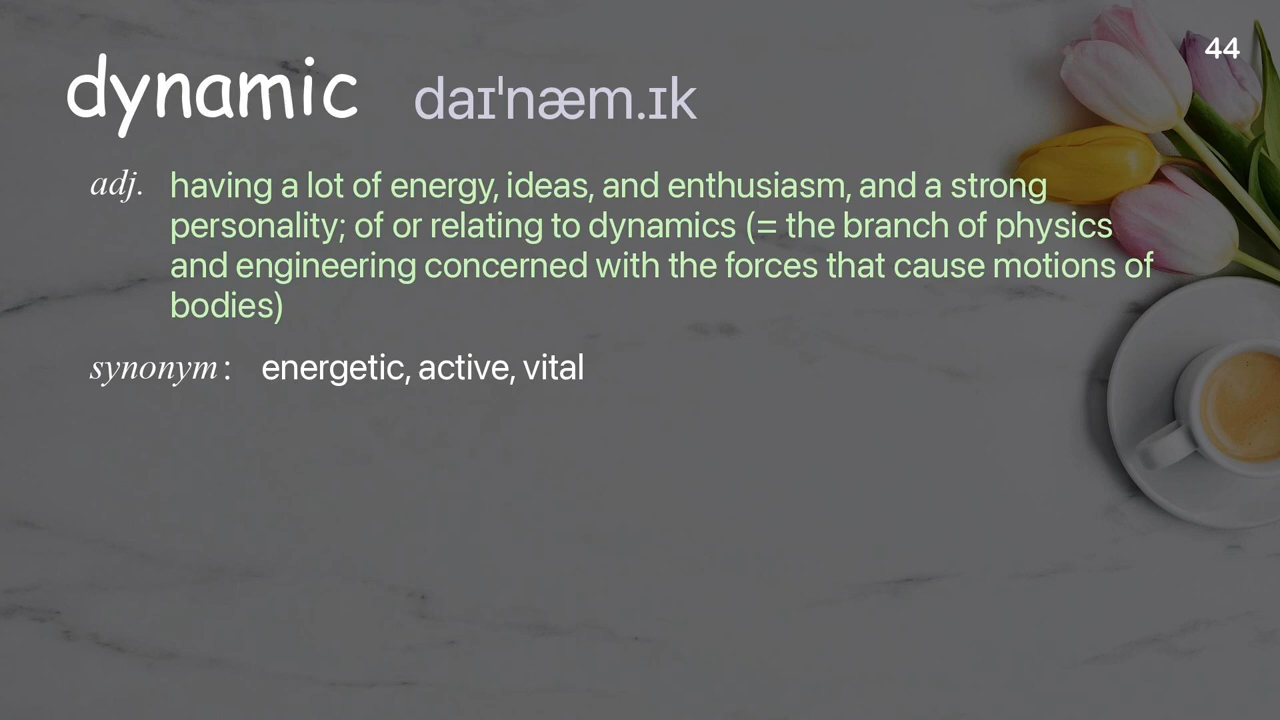 44
dynamic daɪˈnæm.ɪk
adj. having a lot of energy, ideas, and enthusiasm, and a strong
personality; of or relating to dynamics (= the branch of physics
and engineering concerned with the forces that cause motions of
bodies)
synonym: energetic, active, vital